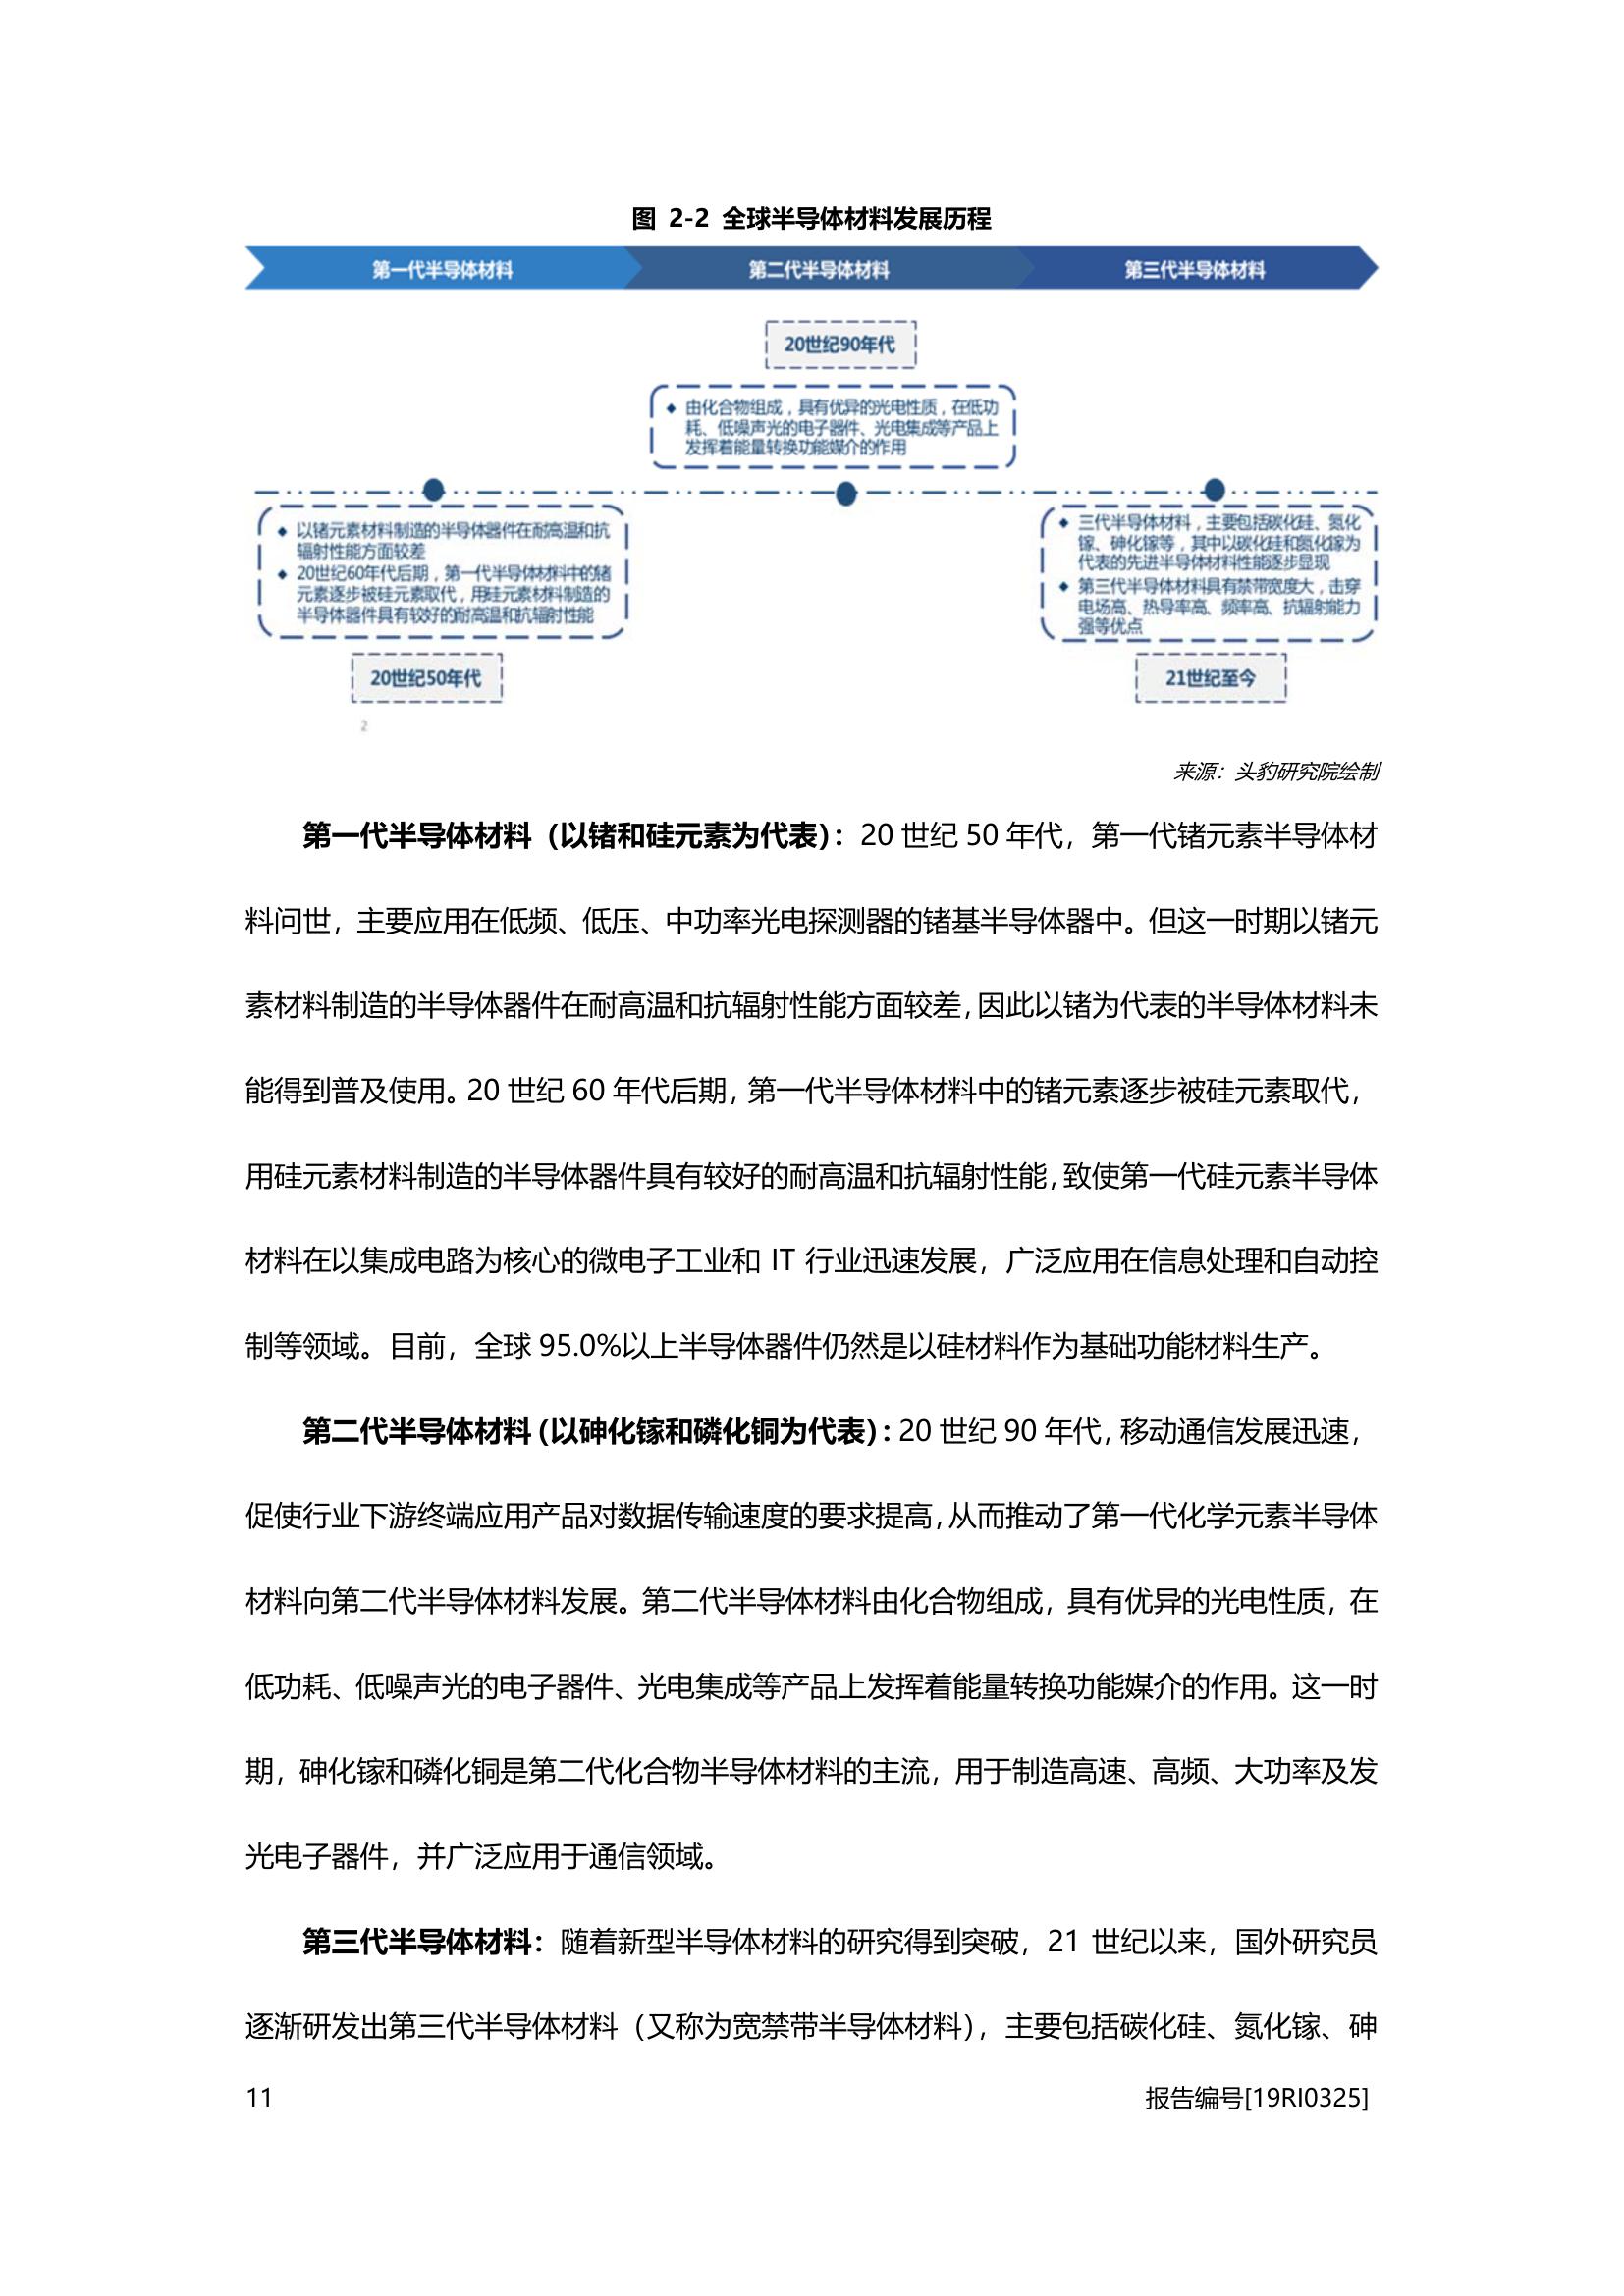 图 2-2 全球半导体材料发展历程
第一代半导体材料
第二代半导体材料
第三代半导体材料
20世纪90年代
◆ 由化合物组成，具有优异的光电性质，在低功
耗、低噪声光的电子器件、光电集成等产品上
发挥着能量转换功能媒介的作用
◆ 以锗元素材料制造的半导体器件在耐高温和抗
辐射性能方面较差
◆ 20世纪60年代后期，第一代半导体材料中的锗
元素逐步被硅元素取代，用硅元素材料制造的
半导体器件具有较好的耐高温和抗辐射性能
20世纪50年代
◆ 三代半导体材料，主要包括碳化硅、氮化
镓、砷化镓等，其中以碳化硅和氮化镓为
代表的先进半导体材料性能逐步显现
◆ 第三代半导体材料具有禁带宽度大，击穿
电场高、热导率高、频率高、抗辐射能力
强等优点
21世纪至今
2
来源：头豹研究院绘制
第一代半导体材料（以锗和硅元素为代表）：20 世纪 50 年代，第一代锗元素半导体材
料问世，主要应用在低频、低压、中功率光电探测器的锗基半导体器中。但这一时期以锗元
素材料制造的半导体器件在耐高温和抗辐射性能方面较差，因此以锗为代表的半导体材料未
能得到普及使用。20 世纪 60 年代后期，第一代半导体材料中的锗元素逐步被硅元素取代，
用硅元素材料制造的半导体器件具有较好的耐高温和抗辐射性能，致使第一代硅元素半导体
材料在以集成电路为核心的微电子工业和 IT 行业迅速发展，广泛应用在信息处理和自动控
制等领域。目前，全球 95.0%以上半导体器件仍然是以硅材料作为基础功能材料生产。
第二代半导体材料（以砷化镓和磷化铜为代表）：20 世纪 90 年代，移动通信发展迅速，
促使行业下游终端应用产品对数据传输速度的要求提高，从而推动了第一代化学元素半导体
材料向第二代半导体材料发展。第二代半导体材料由化合物组成，具有优异的光电性质，在
低功耗、低噪声光的电子器件、光电集成等产品上发挥着能量转换功能媒介的作用。这一时
期，砷化镓和磷化铜是第二代化合物半导体材料的主流，用于制造高速、高频、大功率及发
光电子器件，并广泛应用于通信领域。
第三代半导体材料：随着新型半导体材料的研究得到突破，21 世纪以来，国外研究员
逐渐研发出第三代半导体材料（又称为宽禁带半导体材料），主要包括碳化硅、氮化镓、砷
11
报告编号[19RI0325]